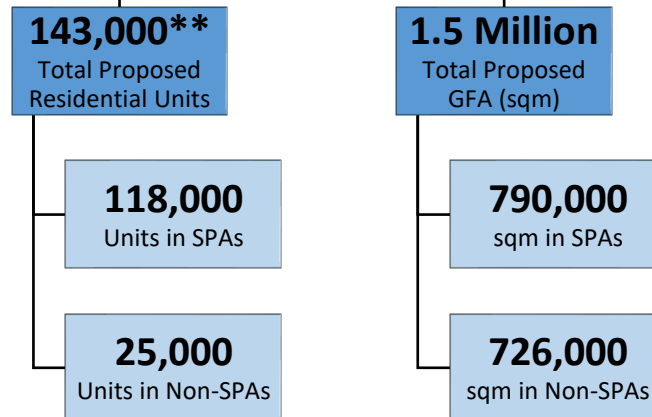 143,000**
Total Proposed
Residential Units
118,000
Units in SPAs
25,000
Units in Non-SPAs
1.5 Million
Total Proposed
GFA (sqm)
790,000
sqm in SPAs
726,000
sqm in Non-SPAs